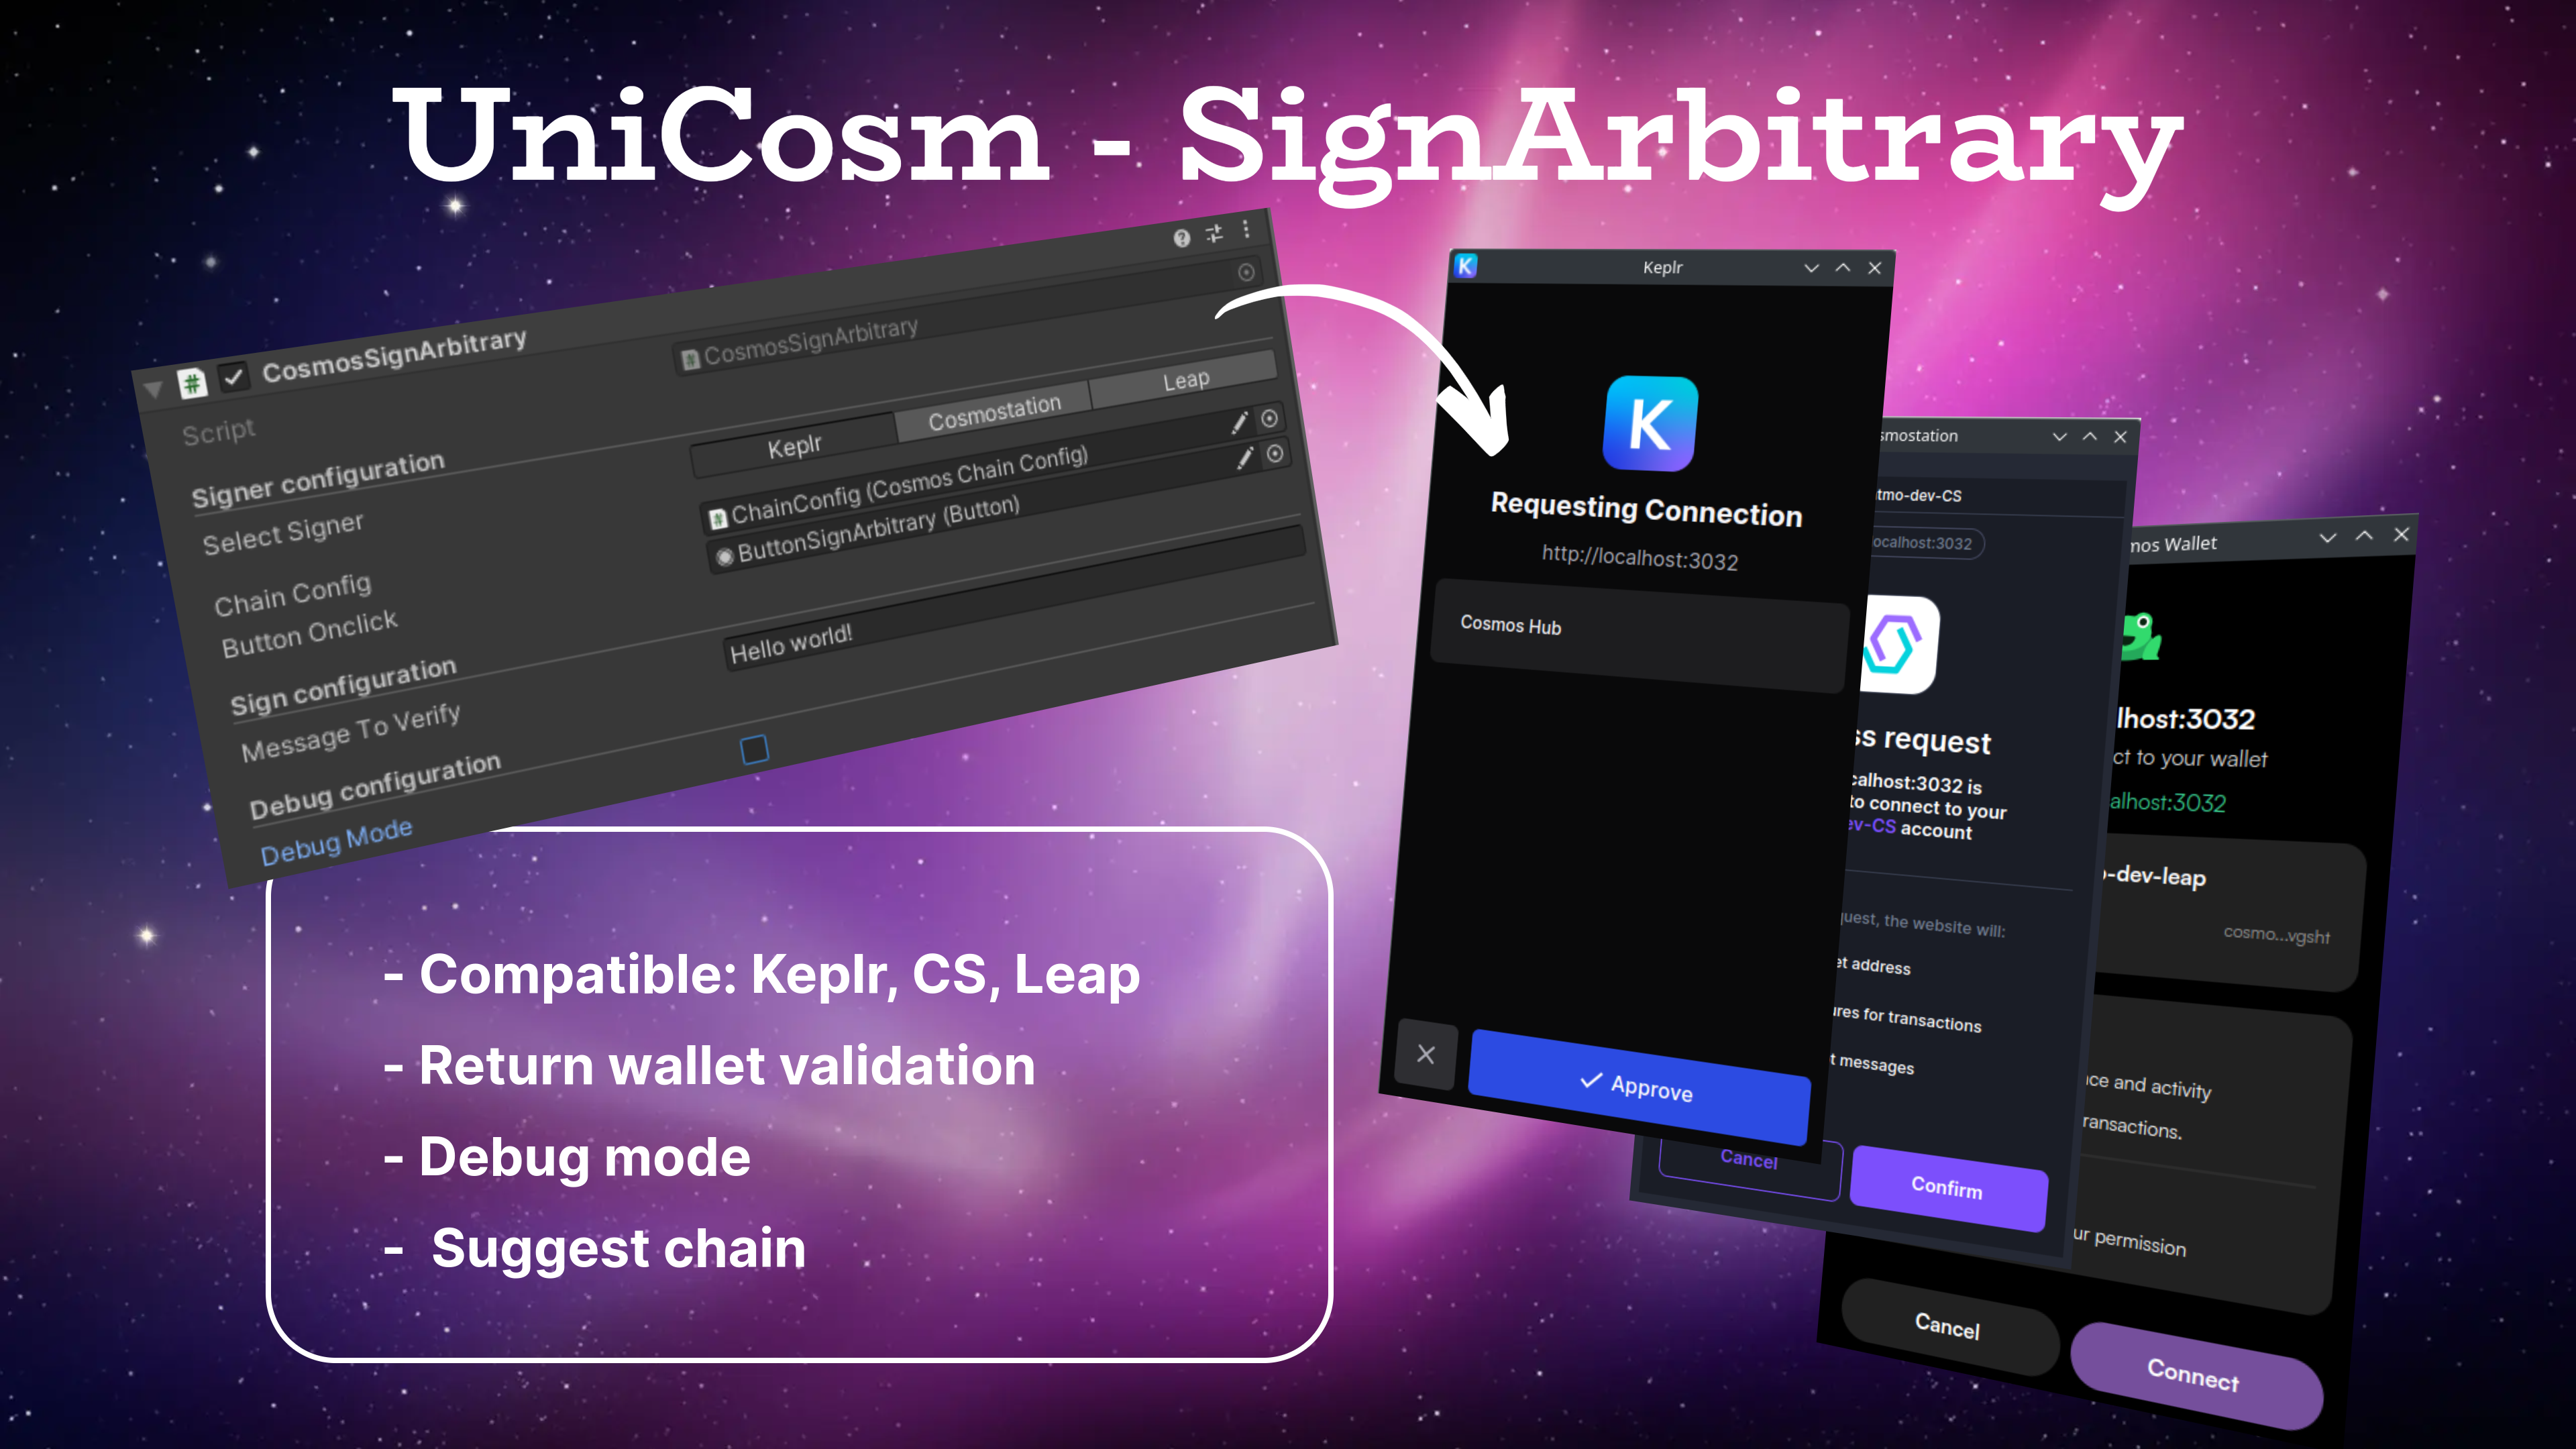 UniCosm - SignArbitrary
CosmosSignArbitrary
Script
CosmosSignArbitrary
Signer configuration
Select Signer
Keplr
Cosmostation
Leap
Chain Config
ChainConfig (Cosmos Chain Config)
Button Onclick
ButtonSignArbitrary (Button)
Sign configuration
Message To Verify
Hello world!
Debug configuration
Debug Mode
- Compatible: Keplr, CS, Leap
- Return wallet validation
- Debug mode
- Suggest chain
Keplr
K
Requesting Connection
http://localhost:3032
Cosmos Hub
Approve
smostation
tmo-dev-CS
ocalhost:3032
ss request
calhost:3032 is
to connect to your
ev-CS account
quest, the website will:
et address
ures for transactions
t messages
Cancel
Confirm
mos Wallet
lhost:3032
ct to your wallet
alhost:3032
-dev-leap
cosmo...vgsht
ce and activity
ransactions.
ur permission
Cancel
Connect